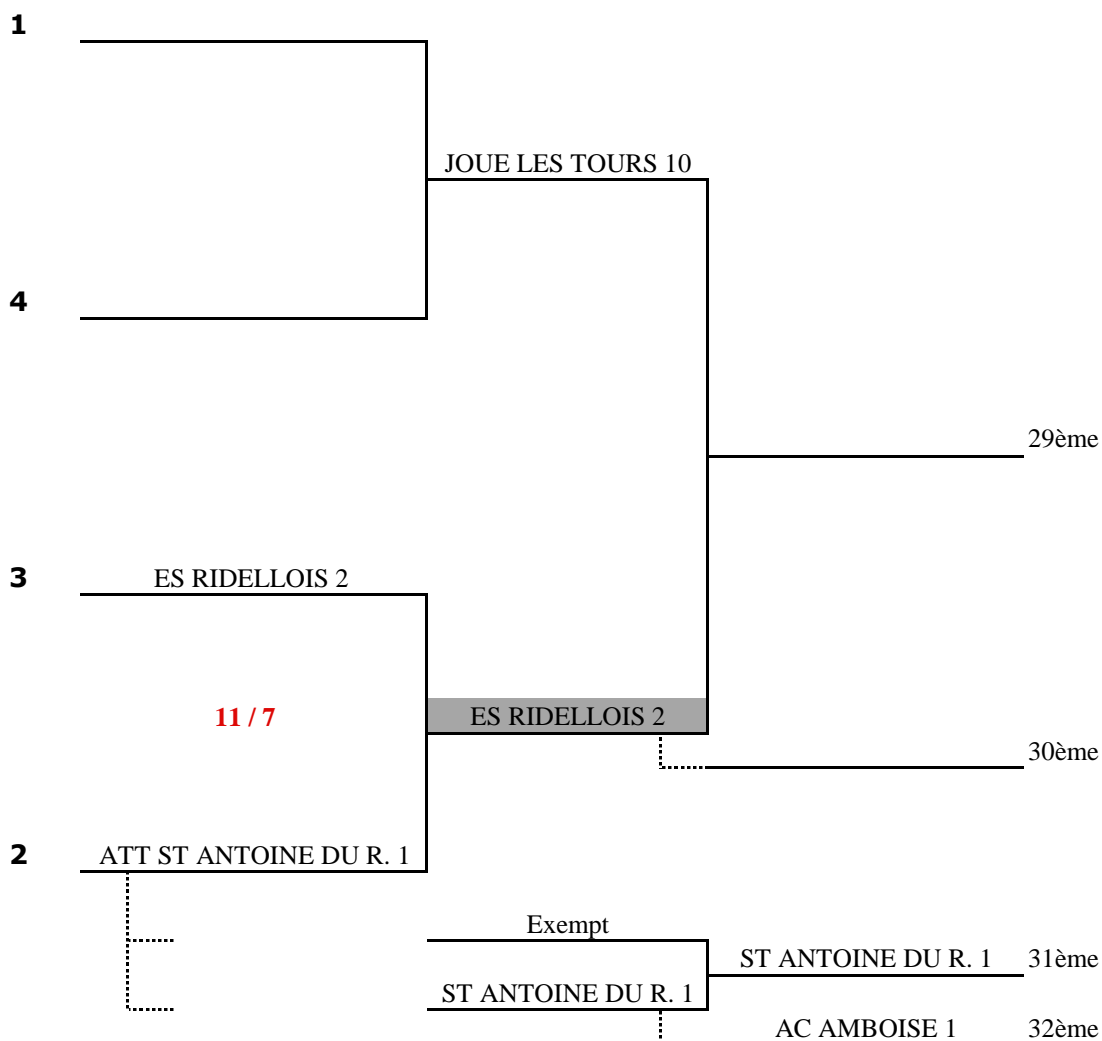 1
JOUE LES TOURS 10
4
29ème
3 ES RIDELLOIS 2
11 / 7 ES RIDELLOIS 2
30ème
2 ATT ST ANTOINE DU R. 1
Exempt
ST ANTOINE DU R. 1 31ème
ST ANTOINE DU R. 1
AC AMBOISE 1 32ème